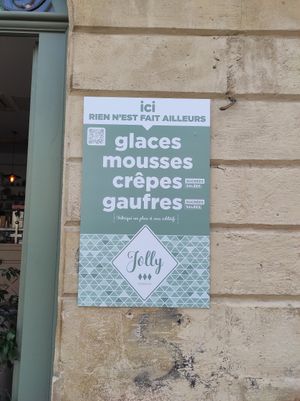 ici
RIEN N'EST FAIT AILLEURS
glaces
mousses
crêpes SUCRÉES SALÉES
gaufres SUCRÉES SALÉES
Jolly